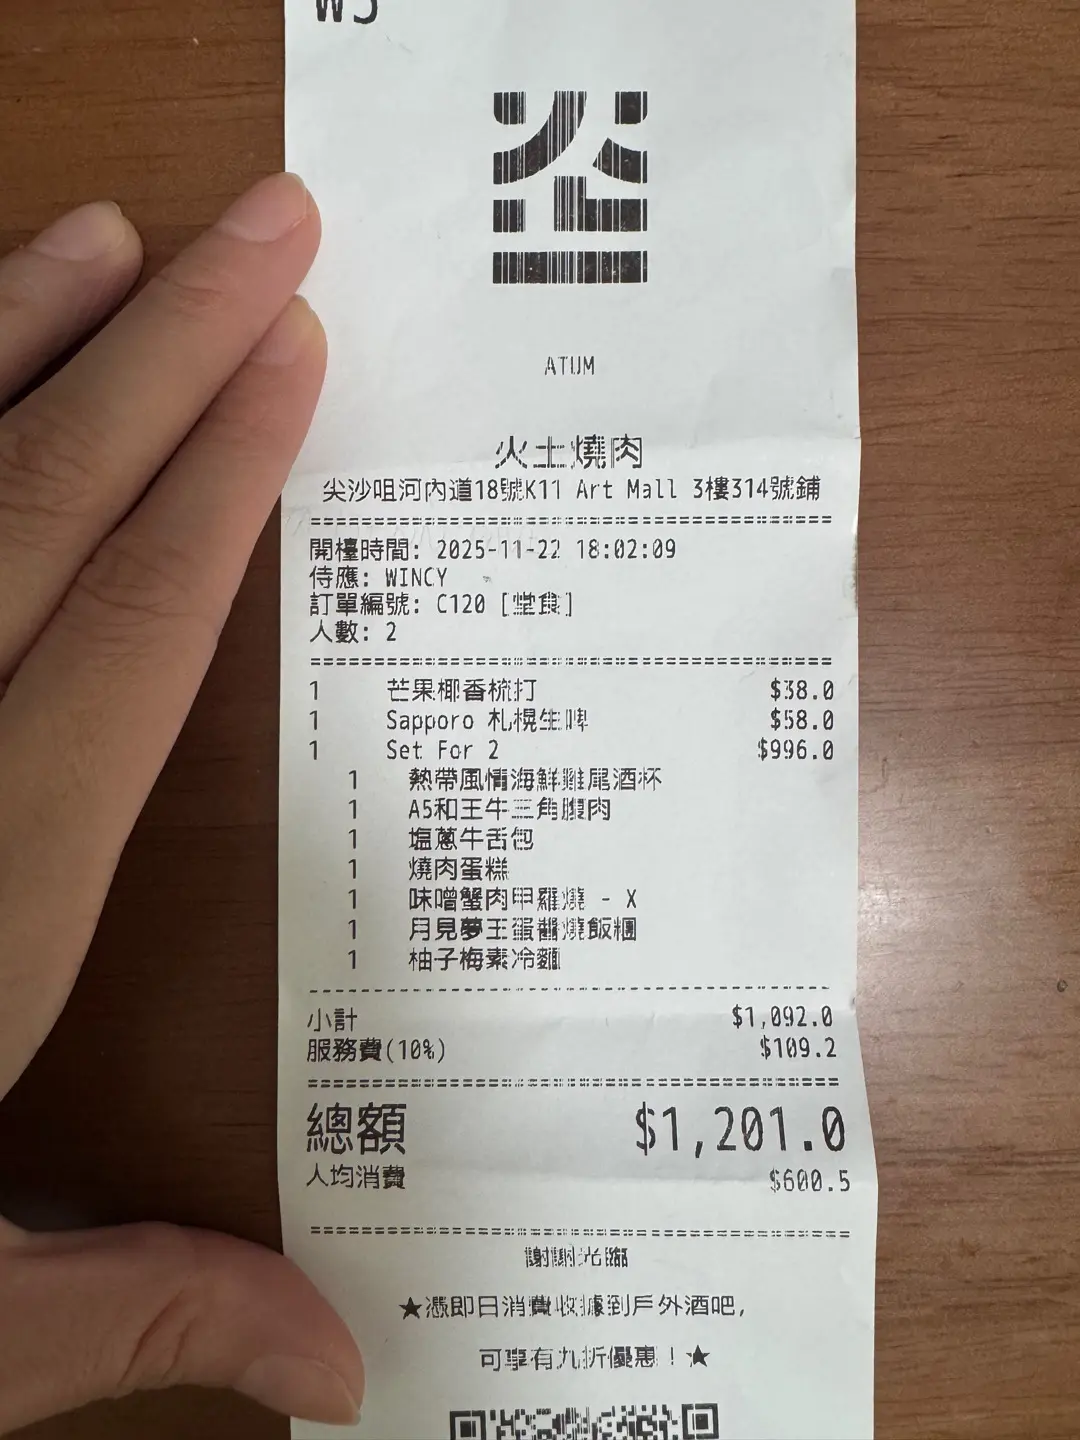 W5
ATUM
火土燒肉
尖沙咀河內道18號K11 Art Mall 3樓314號鋪
開檯時間: 2025-11-22 18:02:09
侍應: WINCY
訂單編號: C120 [堂食]
人數: 2
1 芒果椰香梳打 $38.0
1 Sapporo 札幌生啤 $58.0
1 Set For 2 $996.0
1 熱帶風情海鮮雞尾酒杯
1 A5和王牛三角腹肉
1 塩蔥牛舌包
1 燒肉蛋糕
1 味噌蟹肉甲羅燒 - X
1 月見夢王蛋醬燒飯糰
1 柚子梅素冷麵
小計 $1,092.0
服務費(10%) $109.2
總額 $1,201.0
人均消費 $600.5
謝謝光臨
★憑即日消費收據到戶外酒吧,
可享有九折優惠！★